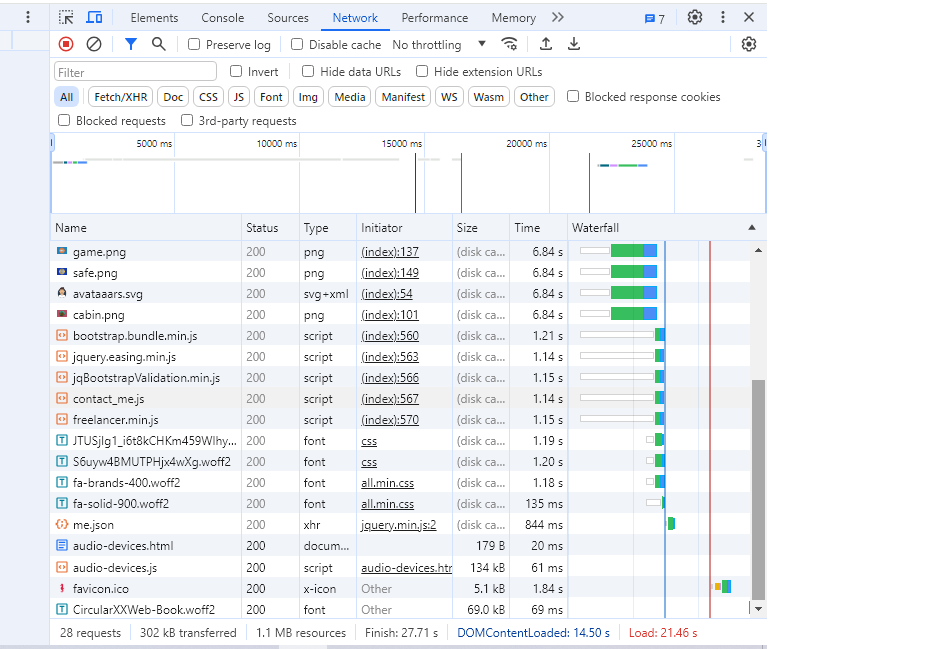 Elements Console Sources Network Performance Memory 7
Preserve log Disable cache No throttling
Filter Invert Hide data URLs Hide extension URLs
All Fetch/XHR Doc CSS JS Font Img Media Manifest WS Wasm Other Blocked response cookies
Blocked requests 3rd-party requests
5000 ms 10000 ms 15000 ms 20000 ms 25000 ms 3
Name Status Type Initiator Size Time Waterfall
game.png 200 png (index):137 (disk ca... 6.84 s
safe.png 200 png (index):149 (disk ca... 6.84 s
avataaars.svg 200 svg+xml (index):54 (disk ca... 6.84 s
cabin.png 200 png (index):101 (disk ca... 6.84 s
bootstrap.bundle.min.js 200 script (index):560 (disk ca... 1.21 s
jquery.easing.min.js 200 script (index):563 (disk ca... 1.14 s
jqBootstrapValidation.min.js 200 script (index):566 (disk ca... 1.15 s
contact_me.js 200 script (index):567 (disk ca... 1.14 s
freelancer.min.js 200 script (index):570 (disk ca... 1.15 s
JTUSjIg1_i6t8kCHKm459WIhy... 200 font css (disk ca... 1.19 s
S6uyw4BMUTPHjx4wXg.woff2 200 font css (disk ca... 1.20 s
fa-brands-400.woff2 200 font all.min.css (disk ca... 1.18 s
fa-solid-900.woff2 200 font all.min.css (disk ca... 135 ms
me.json 200 xhr jquery.min.js:2 (disk ca... 844 ms
audio-devices.html 200 docum... 179 B 20 ms
audio-devices.js 200 script audio-devices.htr 134 kB 61 ms
favicon.ico 200 x-icon Other 5.1 kB 1.84 s
CircularXXWeb-Book.woff2 200 font Other 69.0 kB 69 ms
28 requests 302 kB transferred 1.1 MB resources Finish: 27.71 s DOMContentLoaded: 14.50 s Load: 21.46 s